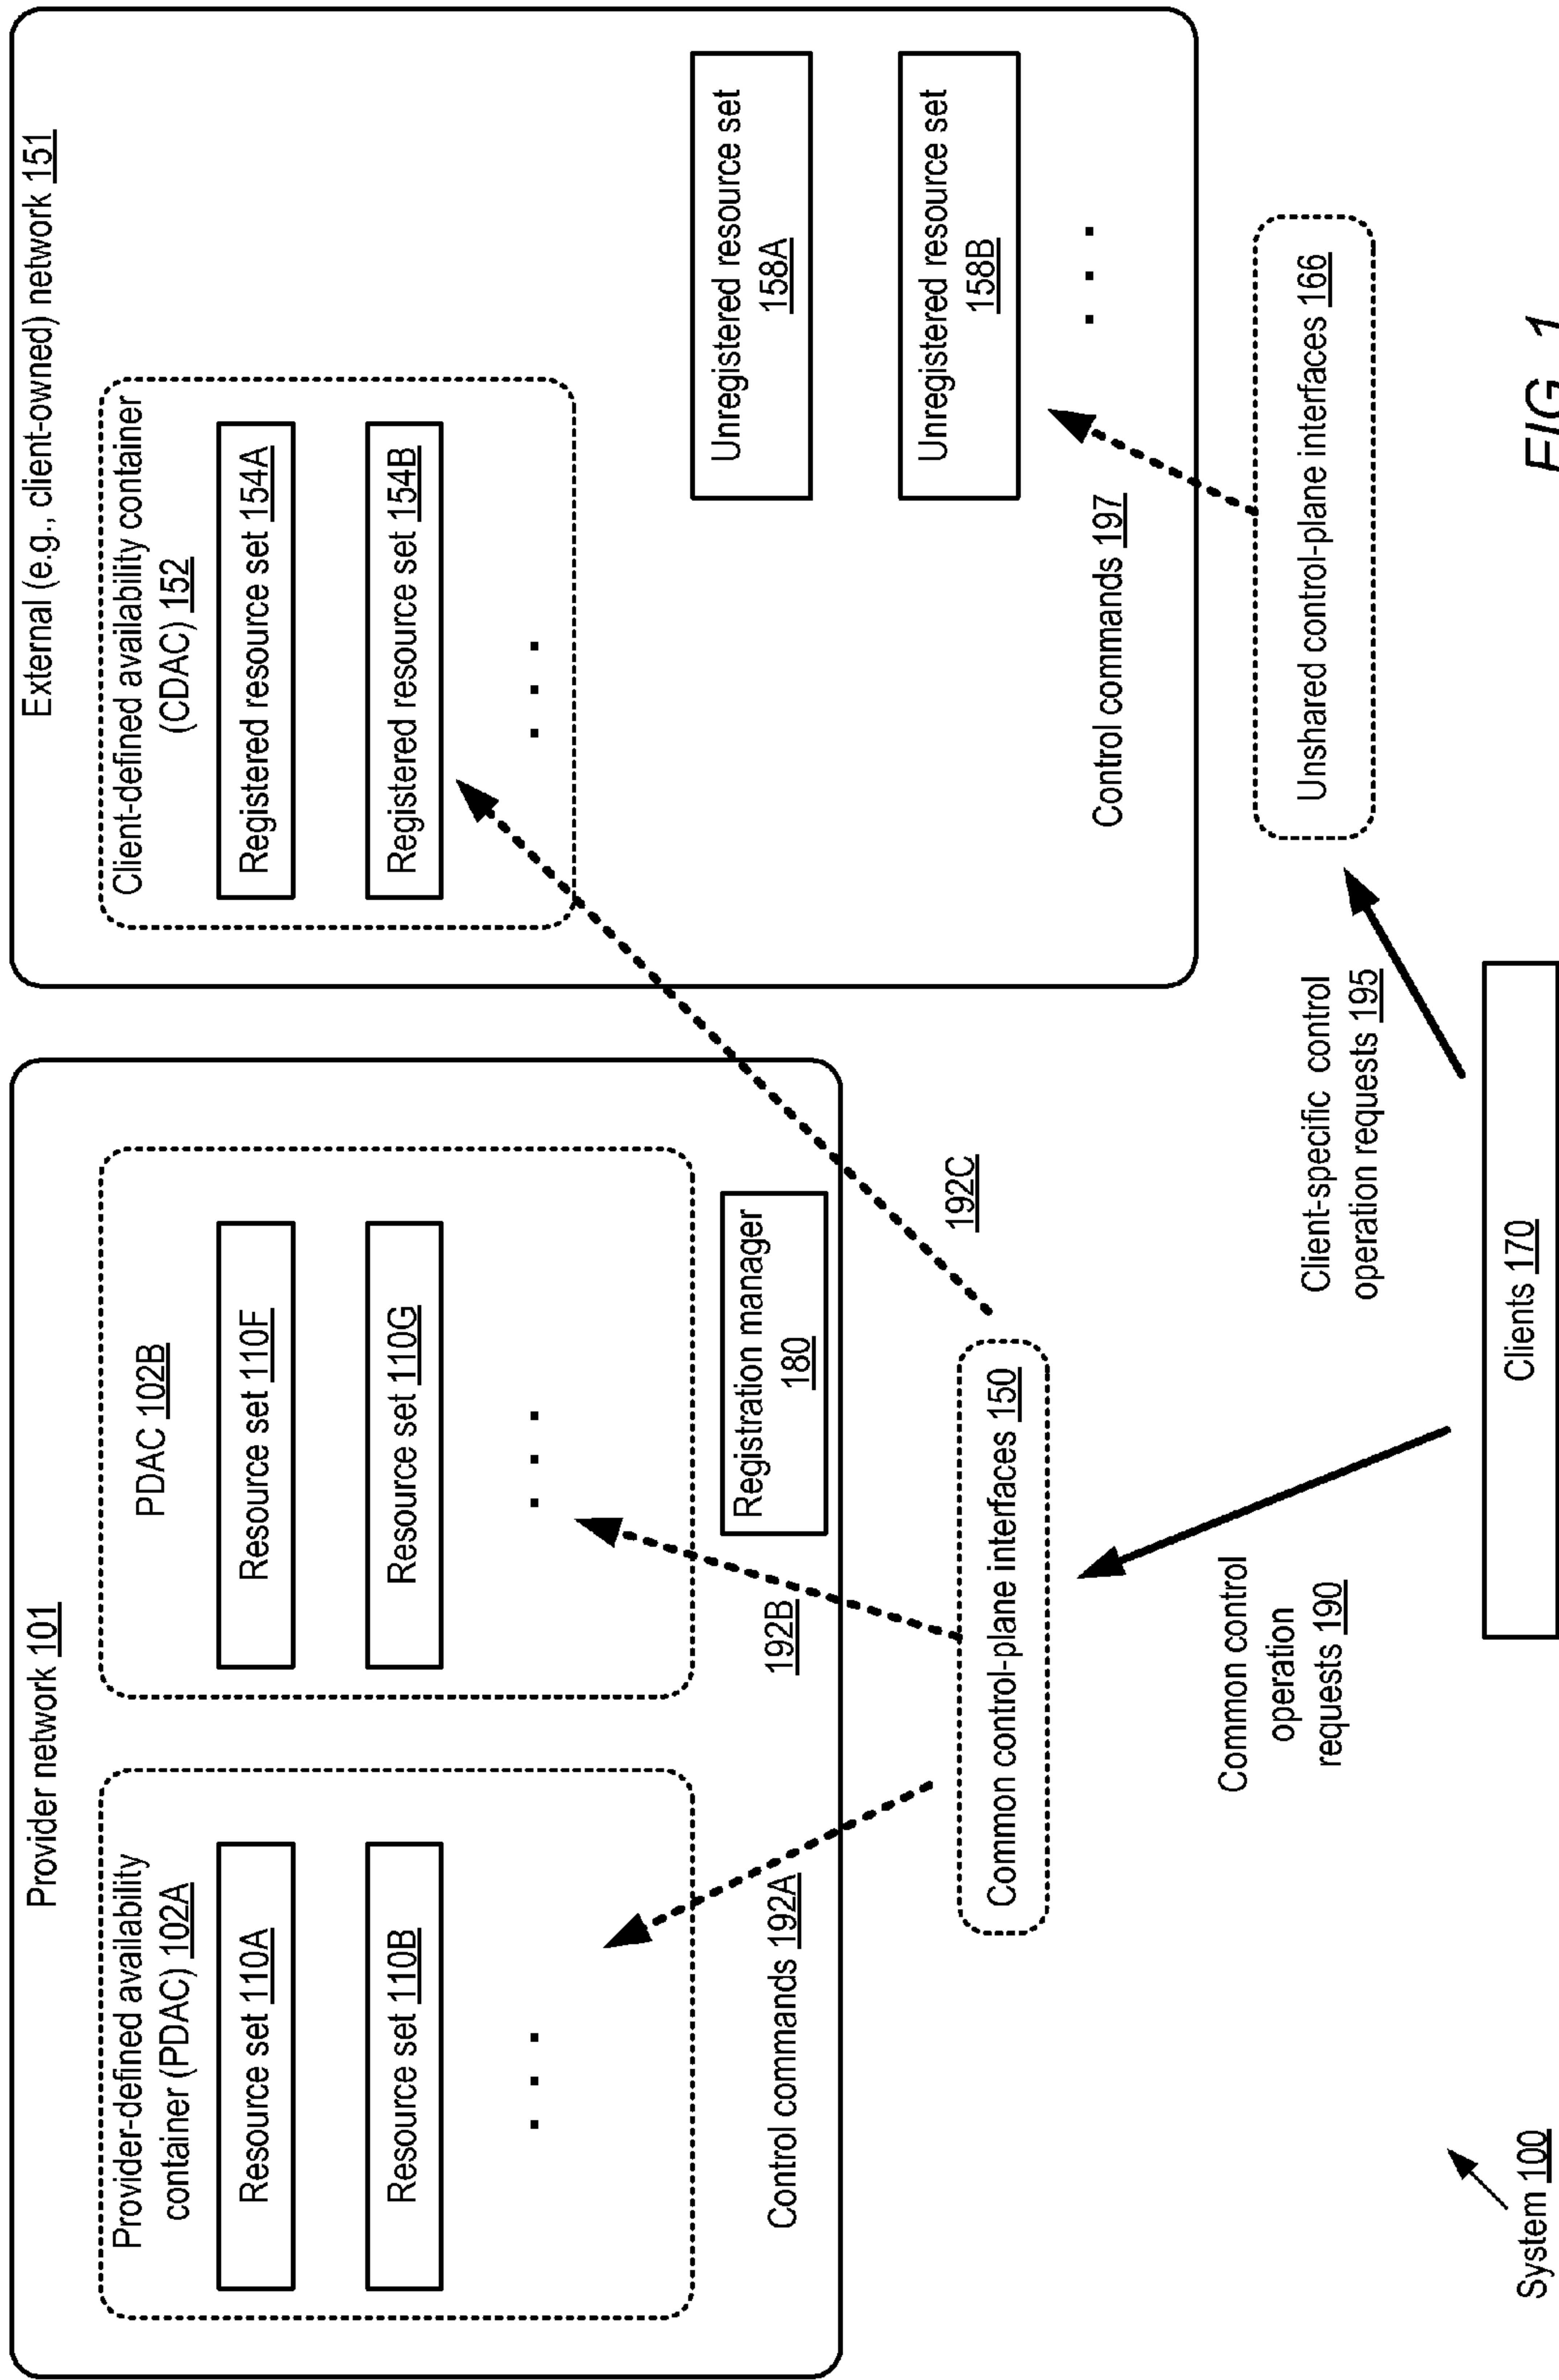 Provider network 101
Provider-defined availability
container (PDAC) 102A
Resource set 110A
Resource set 110B
. . .
PDAC 102B
Resource set 110F
Resource set 110G
. . .
Control commands 192A
192B
Registration manager
180
External (e.g., client-owned) network 151
Client-defined availability container
(CDAC) 152
Registered resource set 154A
Registered resource set 154B
. . .
Unregistered resource set
158A
Unregistered resource set
158B
. . .
Control commands 197
192C
Common control-plane interfaces 150
Unshared control-plane interfaces 166
Common control
operation
requests 190
Client-specific control
operation requests 195
Clients 170
System 100
FIG. 1